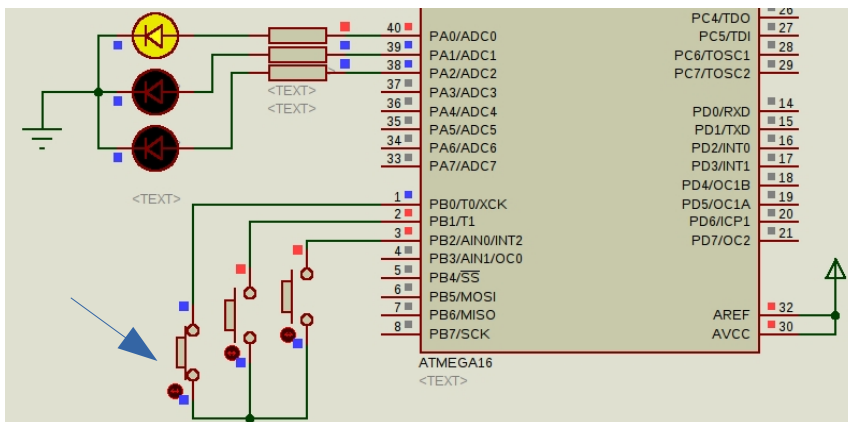 40 PA0/ADC0
39 PA1/ADC1
38 PA2/ADC2
37 PA3/ADC3
36 PA4/ADC4
35 PA5/ADC5
34 PA6/ADC6
33 PA7/ADC7
<TEXT>
<TEXT>
<TEXT>
1 PB0/T0/XCK
2 PB1/T1
3 PB2/AIN0/INT2
4 PB3/AIN1/OC0
5 PB4/SS
6 PB5/MOSI
7 PB6/MISO
8 PB7/SCK
PC4/TDO 26
PC5/TDI 27
PC6/TOSC1 28
PC7/TOSC2 29
PD0/RXD 14
PD1/TXD 15
PD2/INT0 16
PD3/INT1 17
PD4/OC1B 18
PD5/OC1A 19
PD6/ICP1 20
PD7/OC2 21
AREF 32
AVCC 30
ATMEGA16
<TEXT>